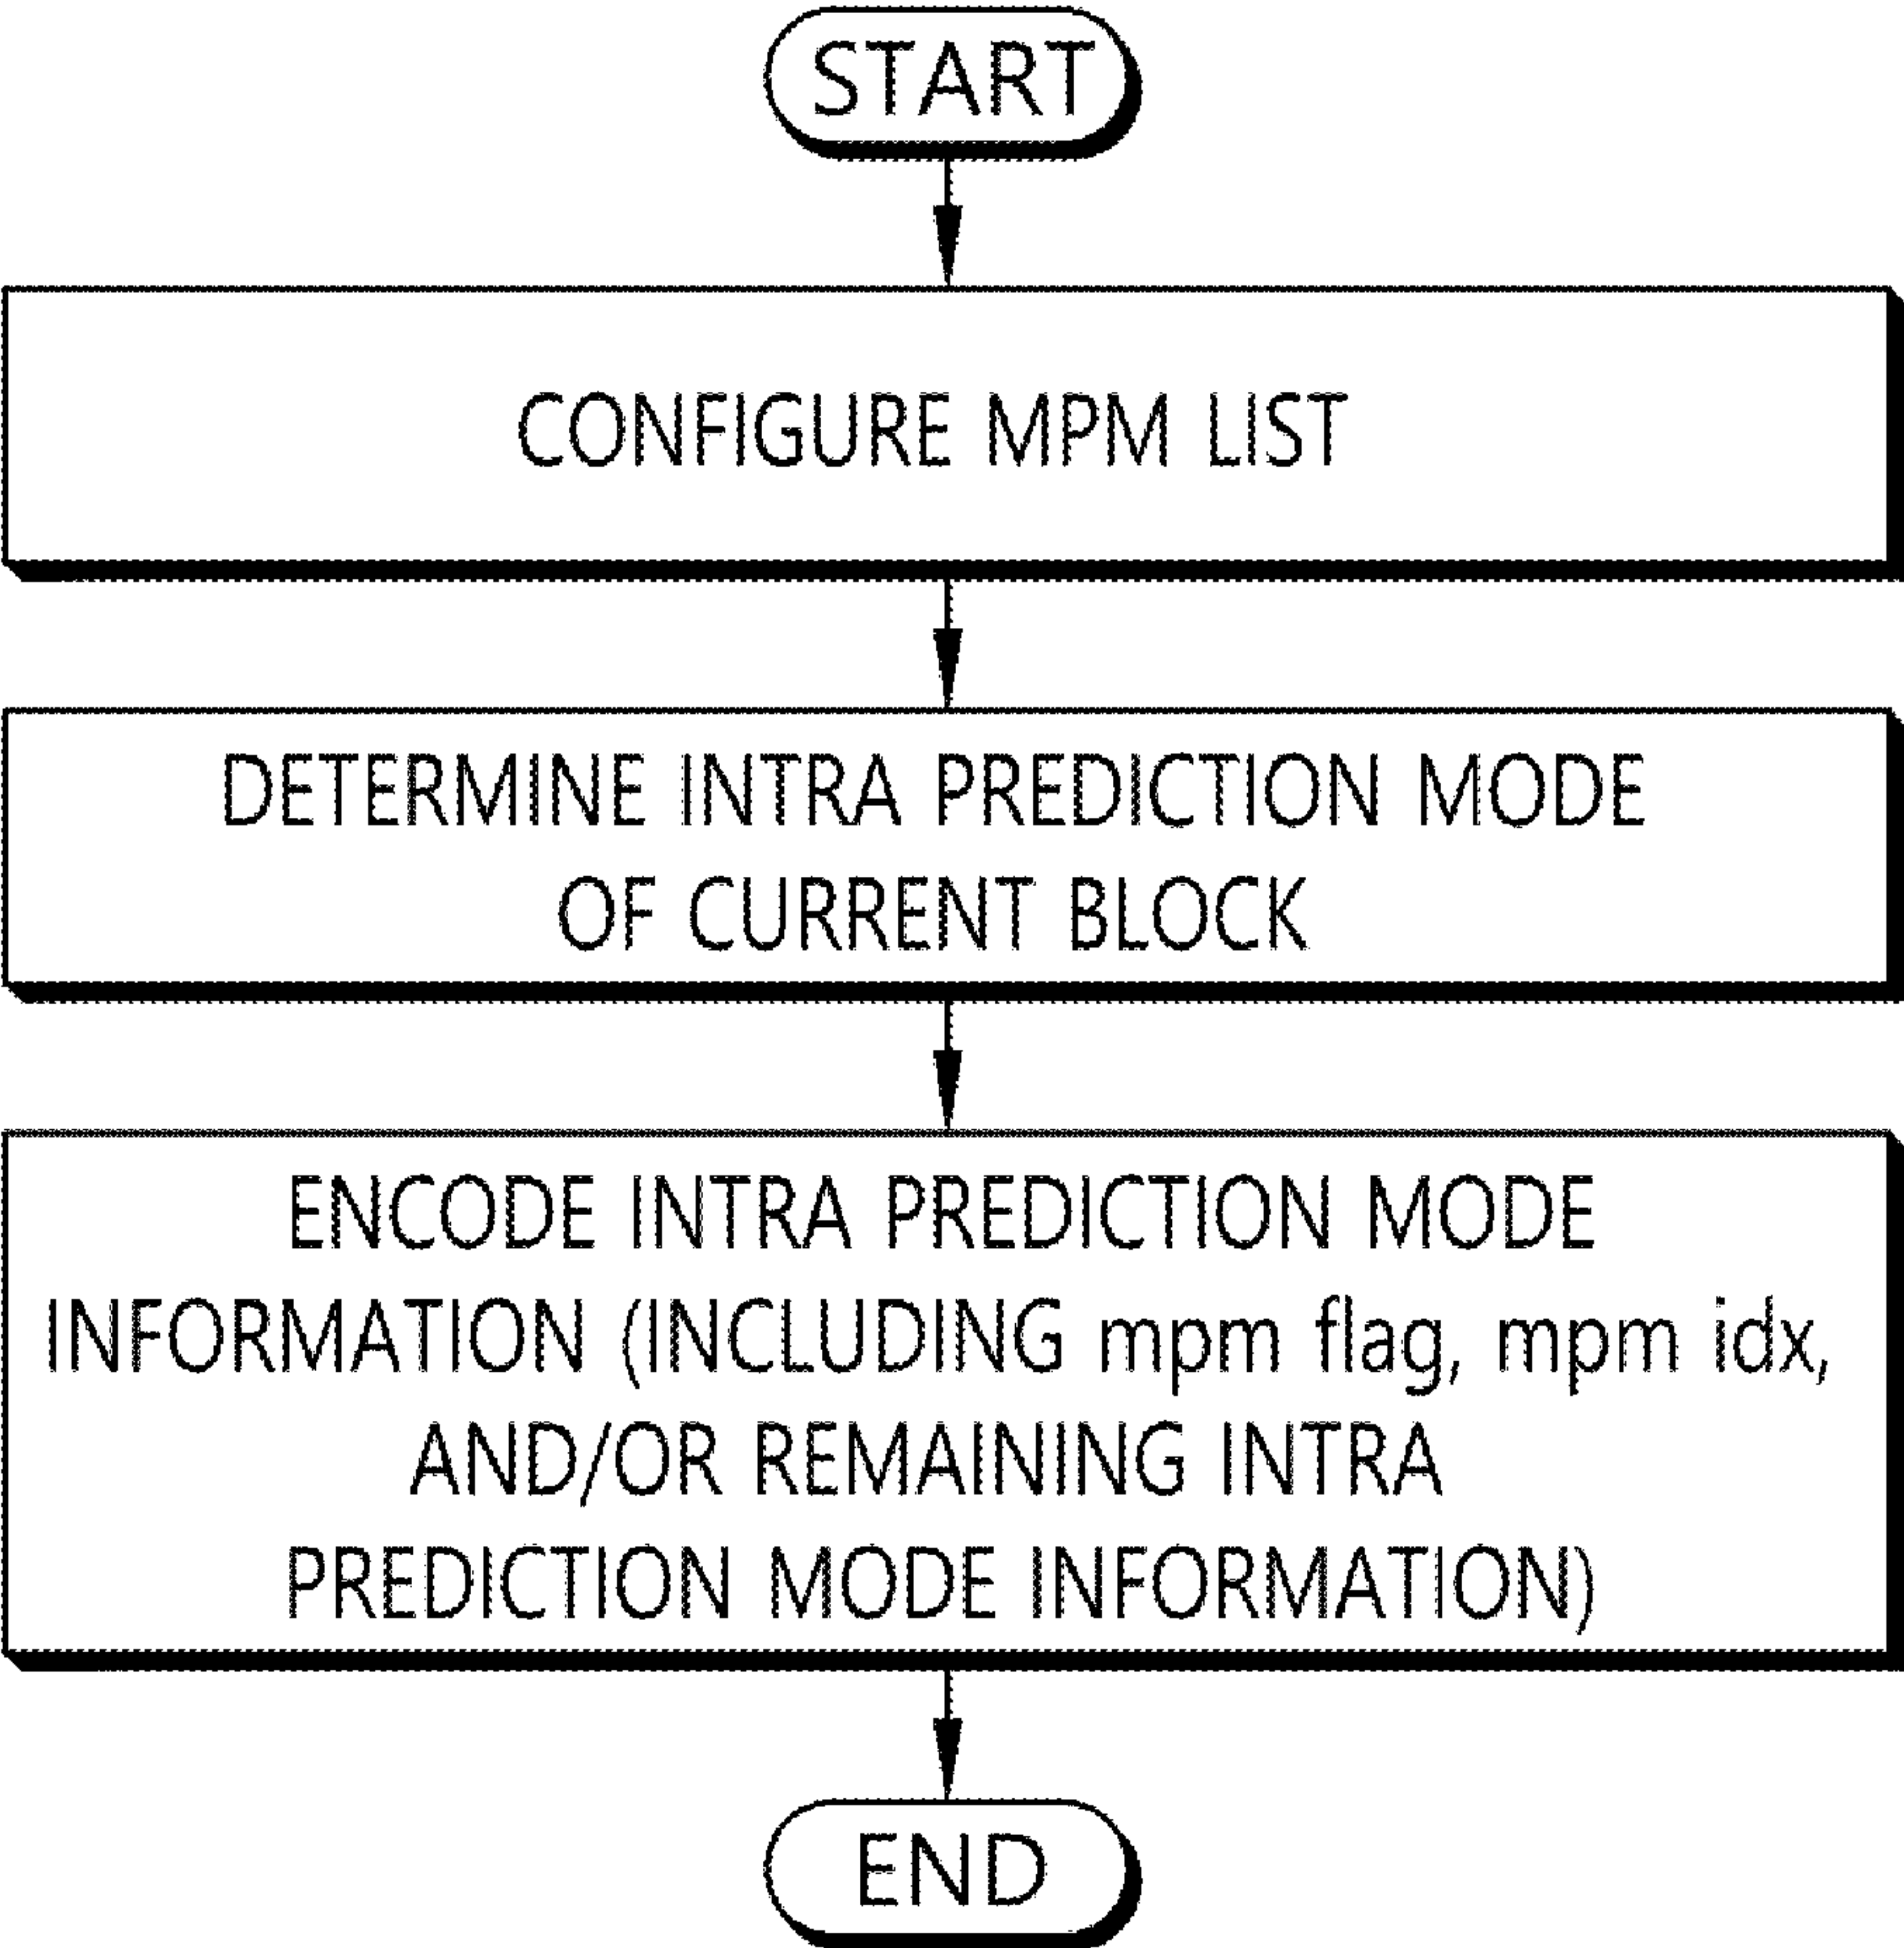 START
CONFIGURE MPM LIST
DETERMINE INTRA PREDICTION MODE
OF CURRENT BLOCK
ENCODE INTRA PREDICTION MODE
INFORMATION (INCLUDING mpm flag, mpm idx,
AND/OR REMAINING INTRA
PREDICTION MODE INFORMATION)
END